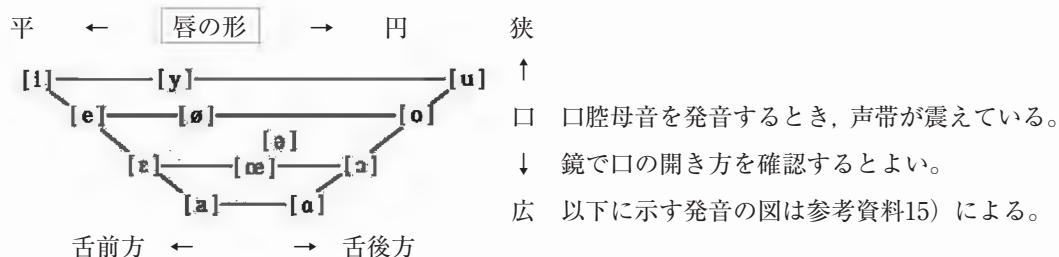 平 ← 唇の形 → 円 狭
[i] [y] [u] ↑
[e] [ø] [o] 口 口腔母音を発音するとき, 声帯が震えている。
[ə]
[ɛ] [œ] [ɔ] ↓ 鏡で口の開き方を確認するとよい。
[a] [ɑ] 広 以下に示す発音の図は参考資料15) による。
舌前方 ← → 舌後方